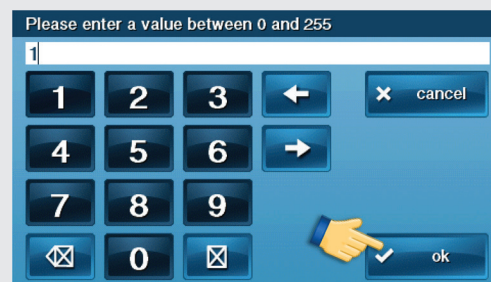 Please enter a value between 0 and 255
1
1 2 3 cancel
4 5 6
7 8 9
0 ok